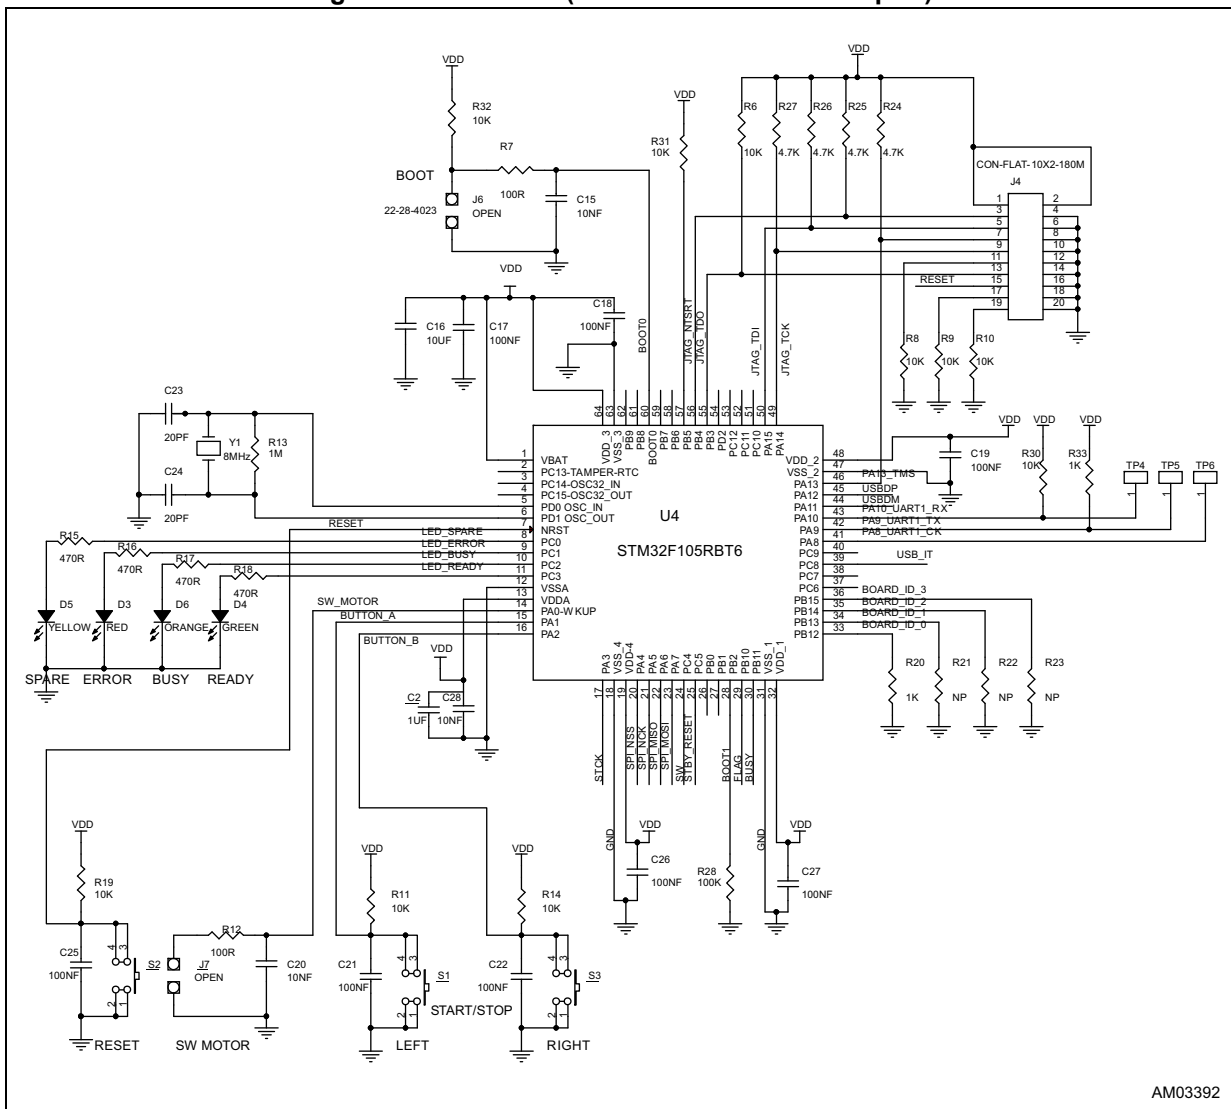 VDD
VDD
VDD
R32
10K
R7
100R
BOOT
J6
OPEN
22-28-4023
C15
10NF
R31
10K
R6
10K
R27
4.7K
R26
4.7K
R25
4.7K
R24
4.7K
CON-FLAT-10X2-180M
J4
1
3
5
7
9
11
13
15
17
19
2
4
6
8
10
12
14
16
18
20
RESET
R8
10K
R9
10K
R10
10K
VDD
C16
10UF
C17
100NF
C18
100NF
BOOT0
JTAG_NTSRT
JTAG_TDO
JTAG_TDI
JTAG_TCK
C23
20PF
Y1
8MHz
R13
1M
C24
20PF
64
63
62
61
60
59
58
57
56
55
54
53
52
51
50
49
VDD_3
VSS_3
PB9
PB8
BOOT0
PB7
PB6
PB5
PB4
PB3
PD2
PC12
PC11
PC10
PA15
PA14
1 VBAT
2 PC13-TAMPER-RTC
3 PC14-OSC32_IN
4 PC15-OSC32_OUT
5 PD0 OSC_IN
6 PD1 OSC_OUT
7 NRST
8 PC0
9 PC1
10 PC2
11 PC3
12 VSSA
13 VDDA
14 PA0-WKUP
15 PA1
16 PA2
U4
STM32F105RBT6
VDD_2 48
VSS_2 47
PA13 46
PA12 45
PA11 44
PA10 43
PA9 42
PA8 41
PC9 40
PC8 39
PC7 38
PC6 37
PB15 36
PB14 35
PB13 34
PB12 33
PA13_TMS
USBDP
USBDM
PA10_UART1_RX
PA9_UART1_TX
PA8_UART1_CK
USB_IT
BOARD_ID_3
BOARD_ID_2
BOARD_ID_1
BOARD_ID_0
VDD
C19
100NF
VDD
R30
10K
VDD
R33
1K
TP4
1
TP5
1
TP6
1
R20
1K
R21
NP
R22
NP
R23
NP
RESET
LED_SPARE
LED_ERROR
LED_BUSY
LED_READY
SW_MOTOR
BUTTON_A
BUTTON_B
R15
470R
R16
470R
R17
470R
R18
470R
D5
YELLOW
D3
RED
D6
ORANGE
D4
GREEN
SPARE
ERROR
BUSY
READY
VDD
C2
1UF
C28
10NF
PA3
VSS_4
VDD-4
PA4
PA5
PA6
PA7
PC4
PC5
PB0
PB1
PB2
PB10
PB11
VSS_1
VDD_1
17
18
19
20
21
22
23
24
25
26
27
28
29
30
31
32
STCK
SPI_NSS
SPI_NCK
SPI_MISO
SPI_MOSI
SW
STBY_RESET
BOOT1
FLAG
BUSY
GND
VDD
C26
100NF
R28
100K
GND
VDD
C27
100NF
VDD
R19
10K
C25
100NF
4
3
2
1
S2
RESET
R12
100R
J7
OPEN
C20
10NF
SW MOTOR
VDD
R11
10K
C21
100NF
4
3
2
1
S1
START/STOP
LEFT
VDD
R14
10K
C22
100NF
4
3
2
1
S3
RIGHT
AM03392